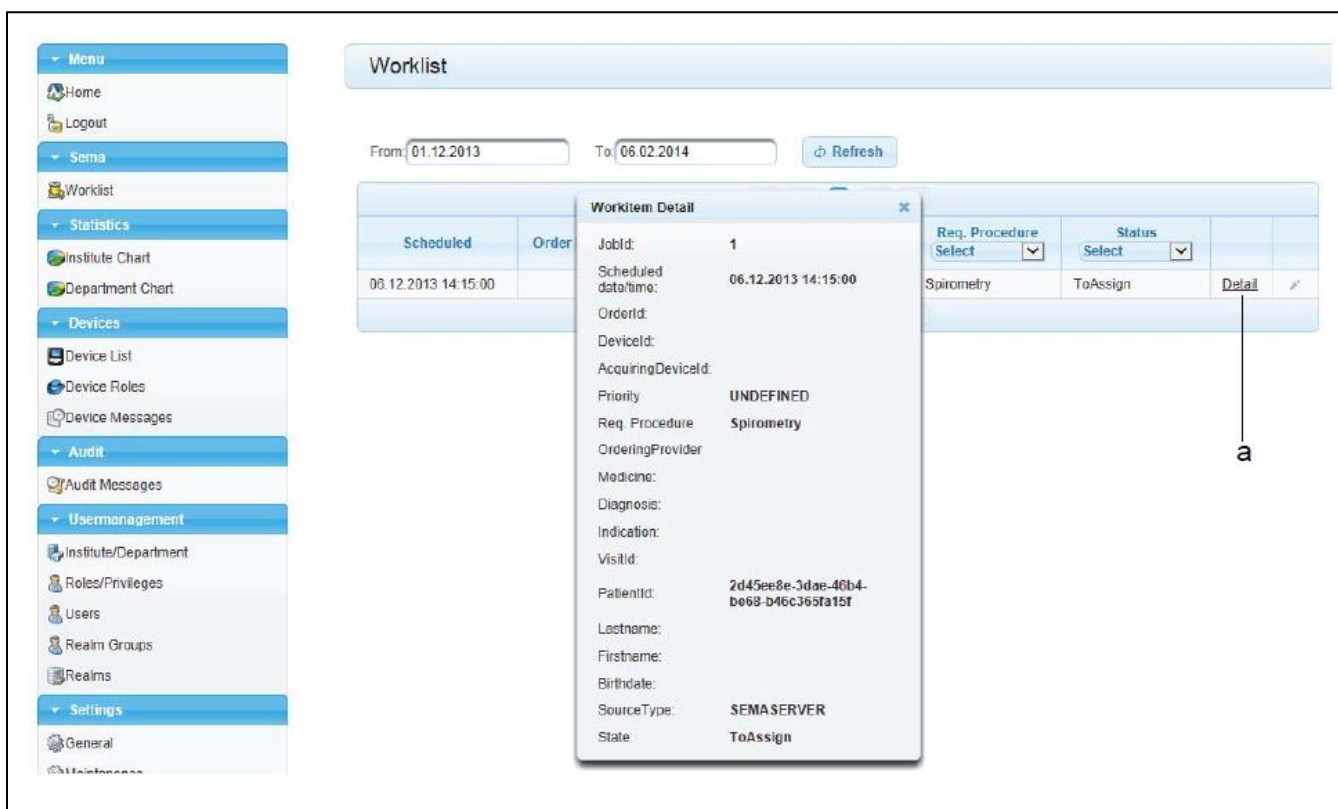 Menu
Home
Logout
Sema
Worklist
Statistics
Institute Chart
Department Chart
Devices
Device List
Device Roles
Device Messages
Audit
Audit Messages
Usermanagement
Institute/Department
Roles/Privileges
Users
Realm Groups
Realms
Settings
General
Maintenance
Worklist
From: 01.12.2013 To: 06.02.2014 Refresh
Scheduled Order Req. Procedure Status
Select Select
06.12.2013 14:15:00 Spirometry ToAssign Detail
a
Workitem Detail
JobId: 1
Scheduled
date/time: 06.12.2013 14:15:00
OrderId:
DeviceId:
AcquiringDeviceId:
Priority UNDEFINED
Req. Procedure Spirometry
OrderingProvider
Medicine:
Diagnosis:
Indication:
VisitId:
PatientId: 2d45ee8e-3dae-46b4-
be68-b46c365fa15f
Lastname:
Firstname:
Birthdate:
SourceType: SEMASERVER
State: ToAssign